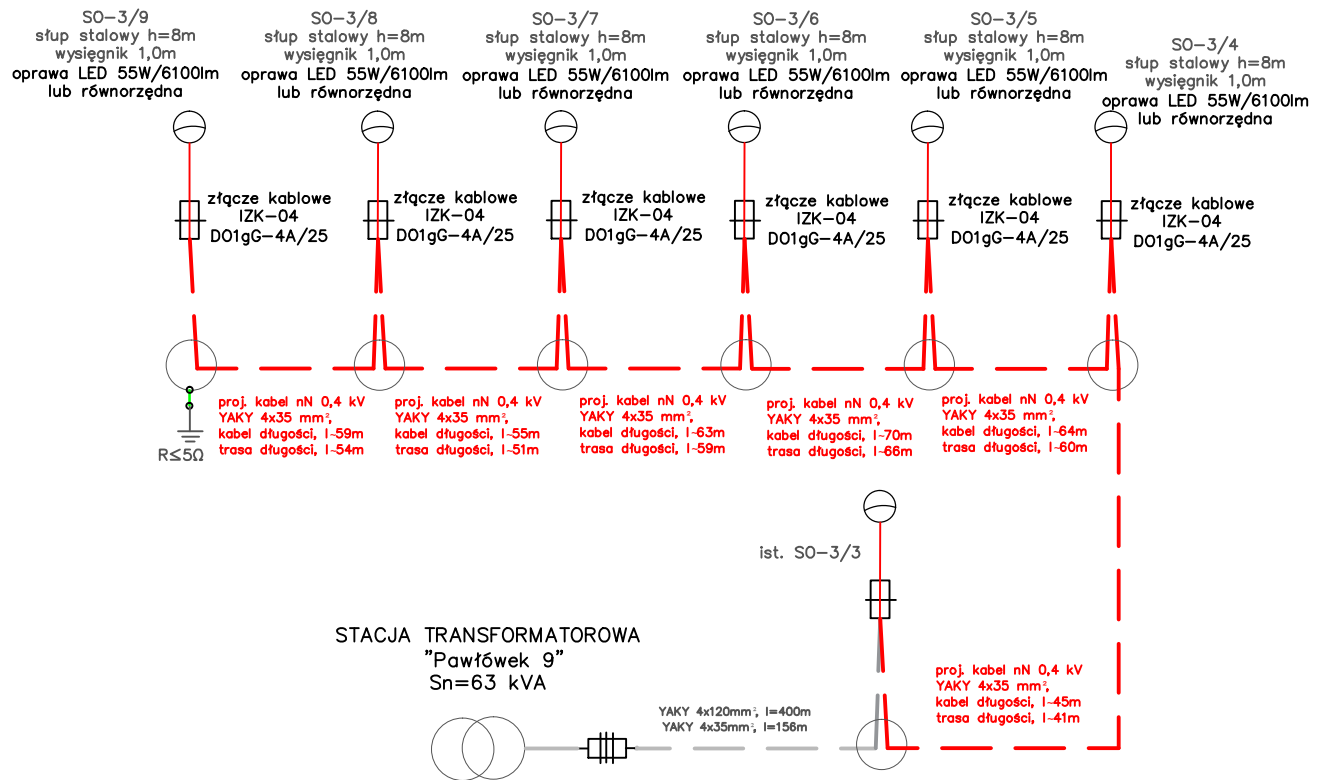 SO-3/9
słup stalowy h=8m
wysięgnik 1,0m
oprawa LED 55W/6100lm
lub równorzędna
SO-3/8
słup stalowy h=8m
wysięgnik 1,0m
oprawa LED 55W/6100lm
lub równorzędna
SO-3/7
słup stalowy h=8m
wysięgnik 1,0m
oprawa LED 55W/6100lm
lub równorzędna
SO-3/6
słup stalowy h=8m
wysięgnik 1,0m
oprawa LED 55W/6100lm
lub równorzędna
SO-3/5
słup stalowy h=8m
wysięgnik 1,0m
oprawa LED 55W/6100lm
lub równorzędna
SO-3/4
słup stalowy h=8m
wysięgnik 1,0m
oprawa LED 55W/6100lm
lub równorzędna
złącze kablowe
IZK-04
D01gG-4A/25
złącze kablowe
IZK-04
D01gG-4A/25
złącze kablowe
IZK-04
D01gG-4A/25
złącze kablowe
IZK-04
D01gG-4A/25
złącze kablowe
IZK-04
D01gG-4A/25
złącze kablowe
IZK-04
D01gG-4A/25
R≤5Ω
proj. kabel nN 0,4 kV
YAKY 4x35 mm²,
kabel długości, l~59m
trasa długości, l~54m
proj. kabel nN 0,4 kV
YAKY 4x35 mm²,
kabel długości, l~55m
trasa długości, l~51m
proj. kabel nN 0,4 kV
YAKY 4x35 mm²,
kabel długości, l~63m
trasa długości, l~59m
proj. kabel nN 0,4 kV
YAKY 4x35 mm²,
kabel długości, l~70m
trasa długości, l~66m
proj. kabel nN 0,4 kV
YAKY 4x35 mm²,
kabel długości, l~64m
trasa długości, l~60m
ist. SO-3/3
STACJA TRANSFORMATOROWA
"Pawłówek 9"
Sn=63 kVA
YAKY 4x120mm², l=400m
YAKY 4x35mm², l=156m
proj. kabel nN 0,4 kV
YAKY 4x35 mm²,
kabel długości, l~45m
trasa długości, l~41m